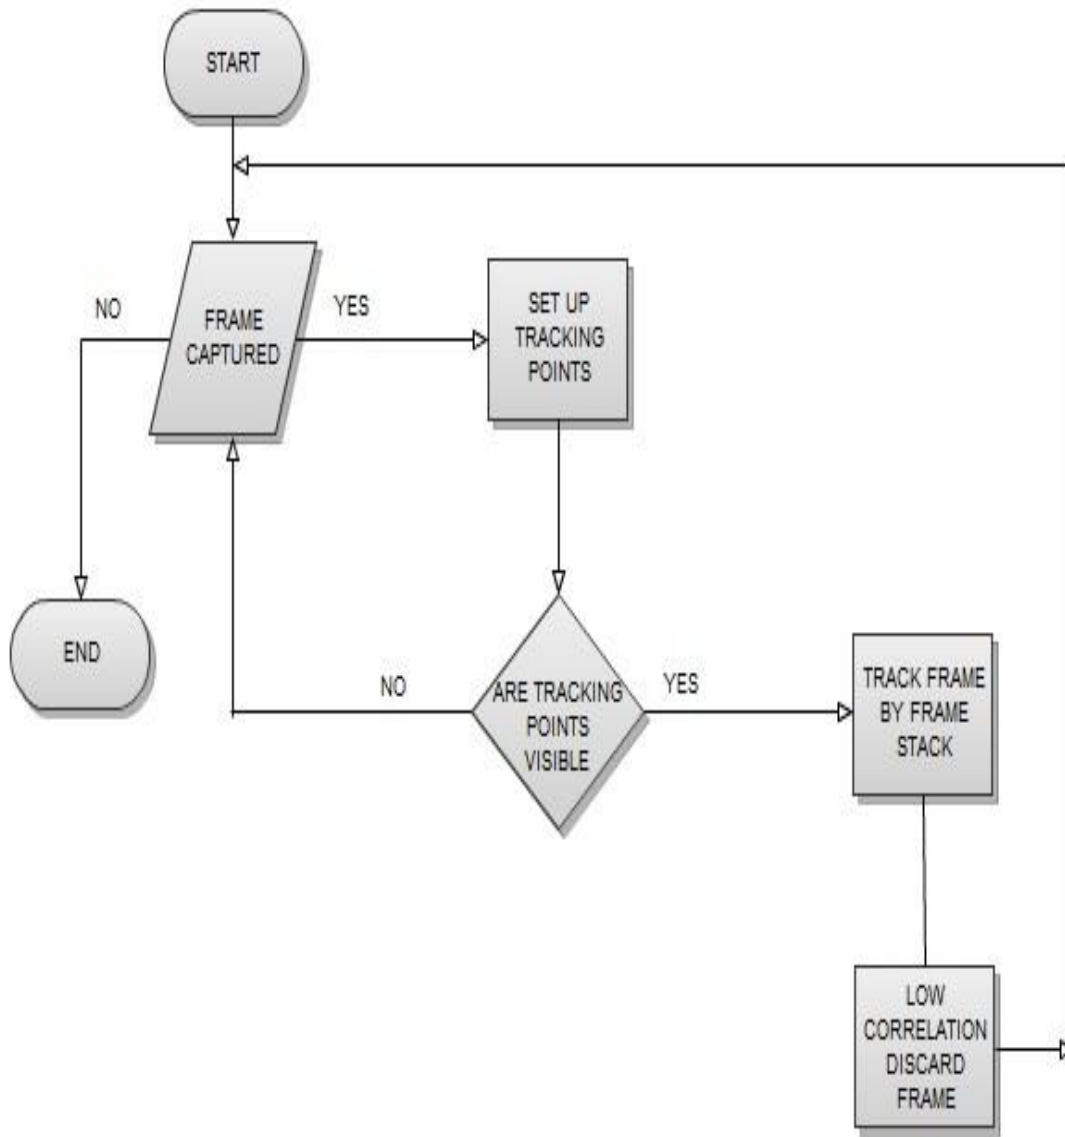 START
NO
FRAME
CAPTURED
YES
SET UP
TRACKING
POINTS
END
NO
ARE TRACKING
POINTS
VISIBLE
YES
TRACK FRAME
BY FRAME
STACK
LOW
CORRELATION
DISCARD
FRAME